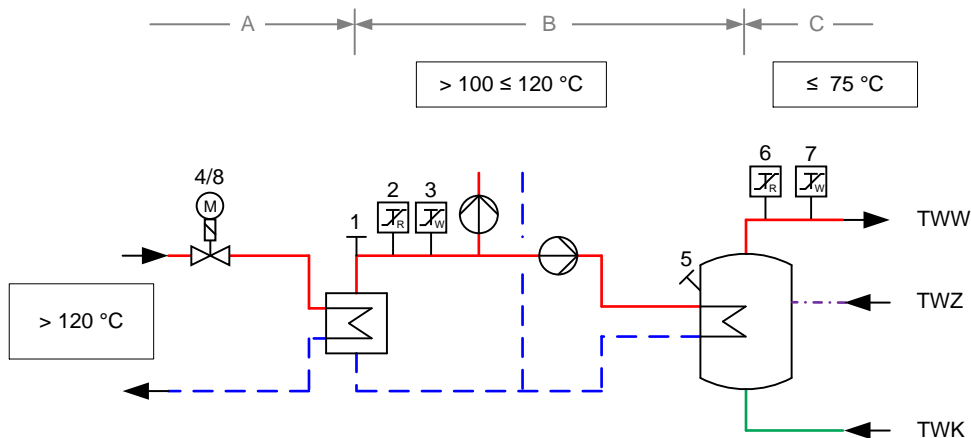 A B C
> 100 ≤ 120 °C
≤ 75 °C
6 7
R W
4/8
M
2 3
R W
1
TWW
5
> 120 °C
TWZ
TWK